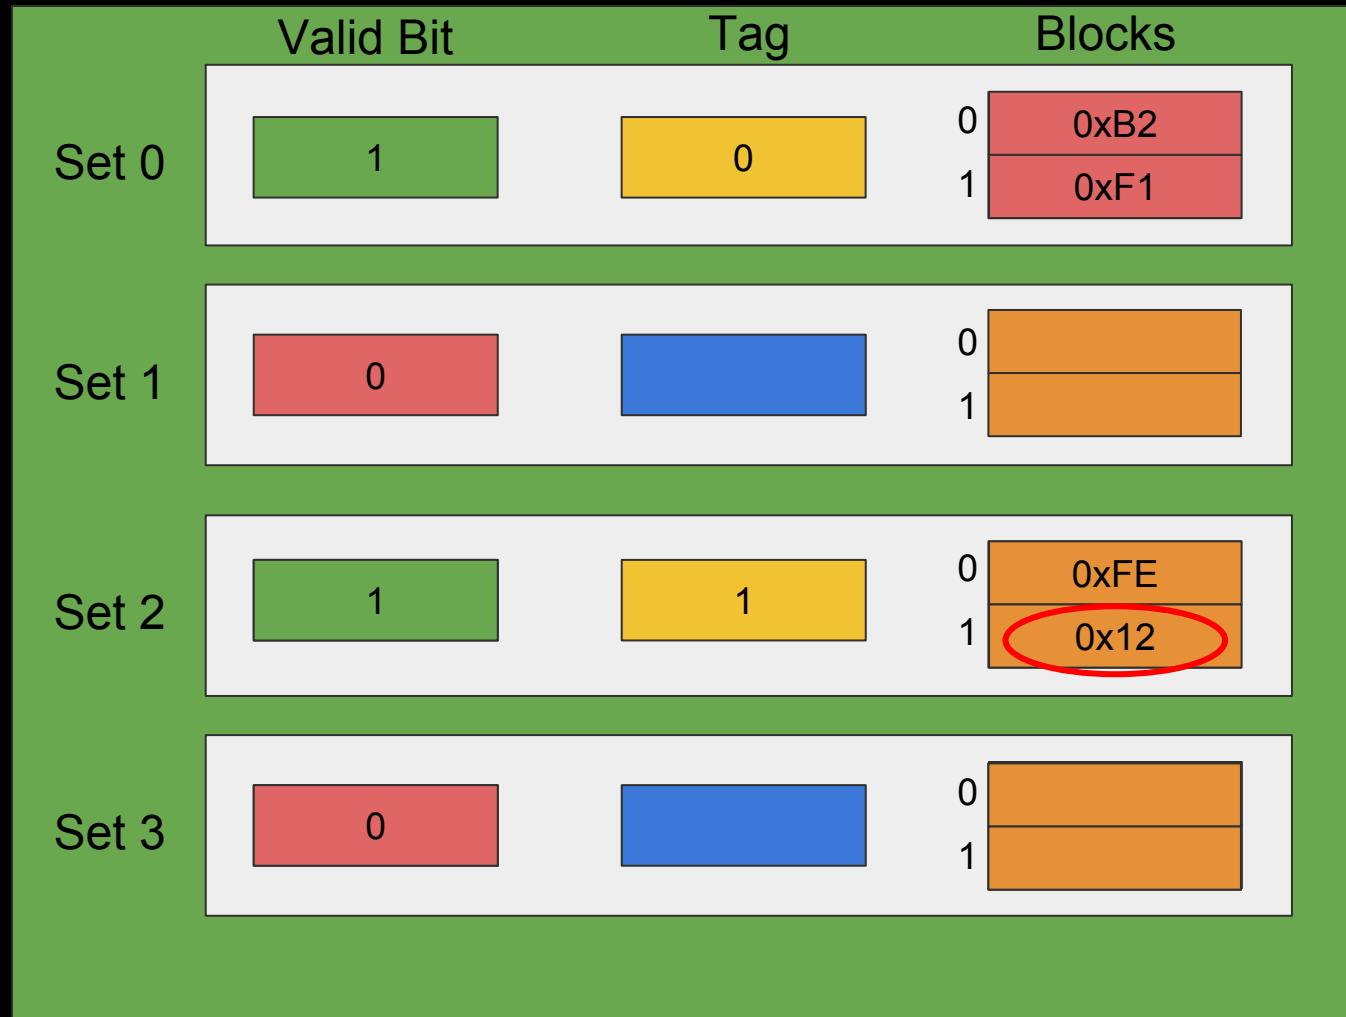 Valid Bit Tag Blocks
Set 0 1 0 0 0xB2
1 0xF1
Set 1 0 0
1
Set 2 1 1 0 0xFE
1 0x12
Set 3 0 0
1